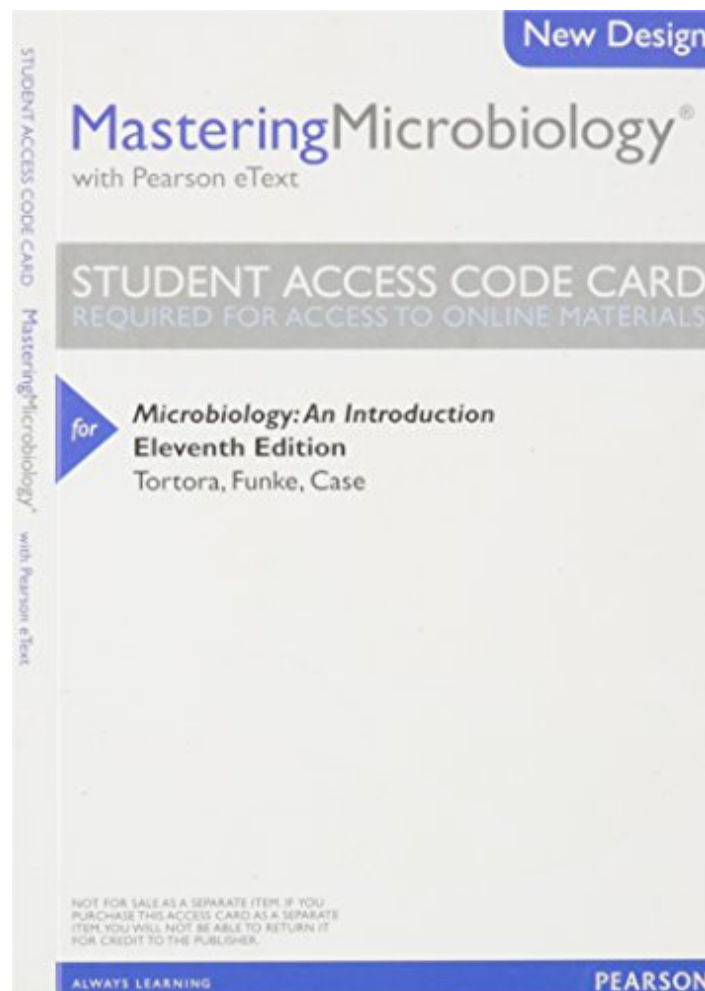 New Design
MasteringMicrobiology®
with Pearson eText
STUDENT ACCESS CODE CARD
REQUIRED FOR ACCESS TO ONLINE MATERIALS
for
Microbiology: An Introduction
Eleventh Edition
Tortora, Funke, Case
NOT FOR SALE AS A SEPARATE ITEM. IF YOU
PURCHASE THIS ACCESS CARD AS A SEPARATE
ITEM, YOU WILL NOT BE ABLE TO RETURN IT
FOR CREDIT TO THE PUBLISHER.
ALWAYS LEARNING
PEARSON
STUDENT ACCESS CODE CARD MasteringMicrobiology® with Pearson eText